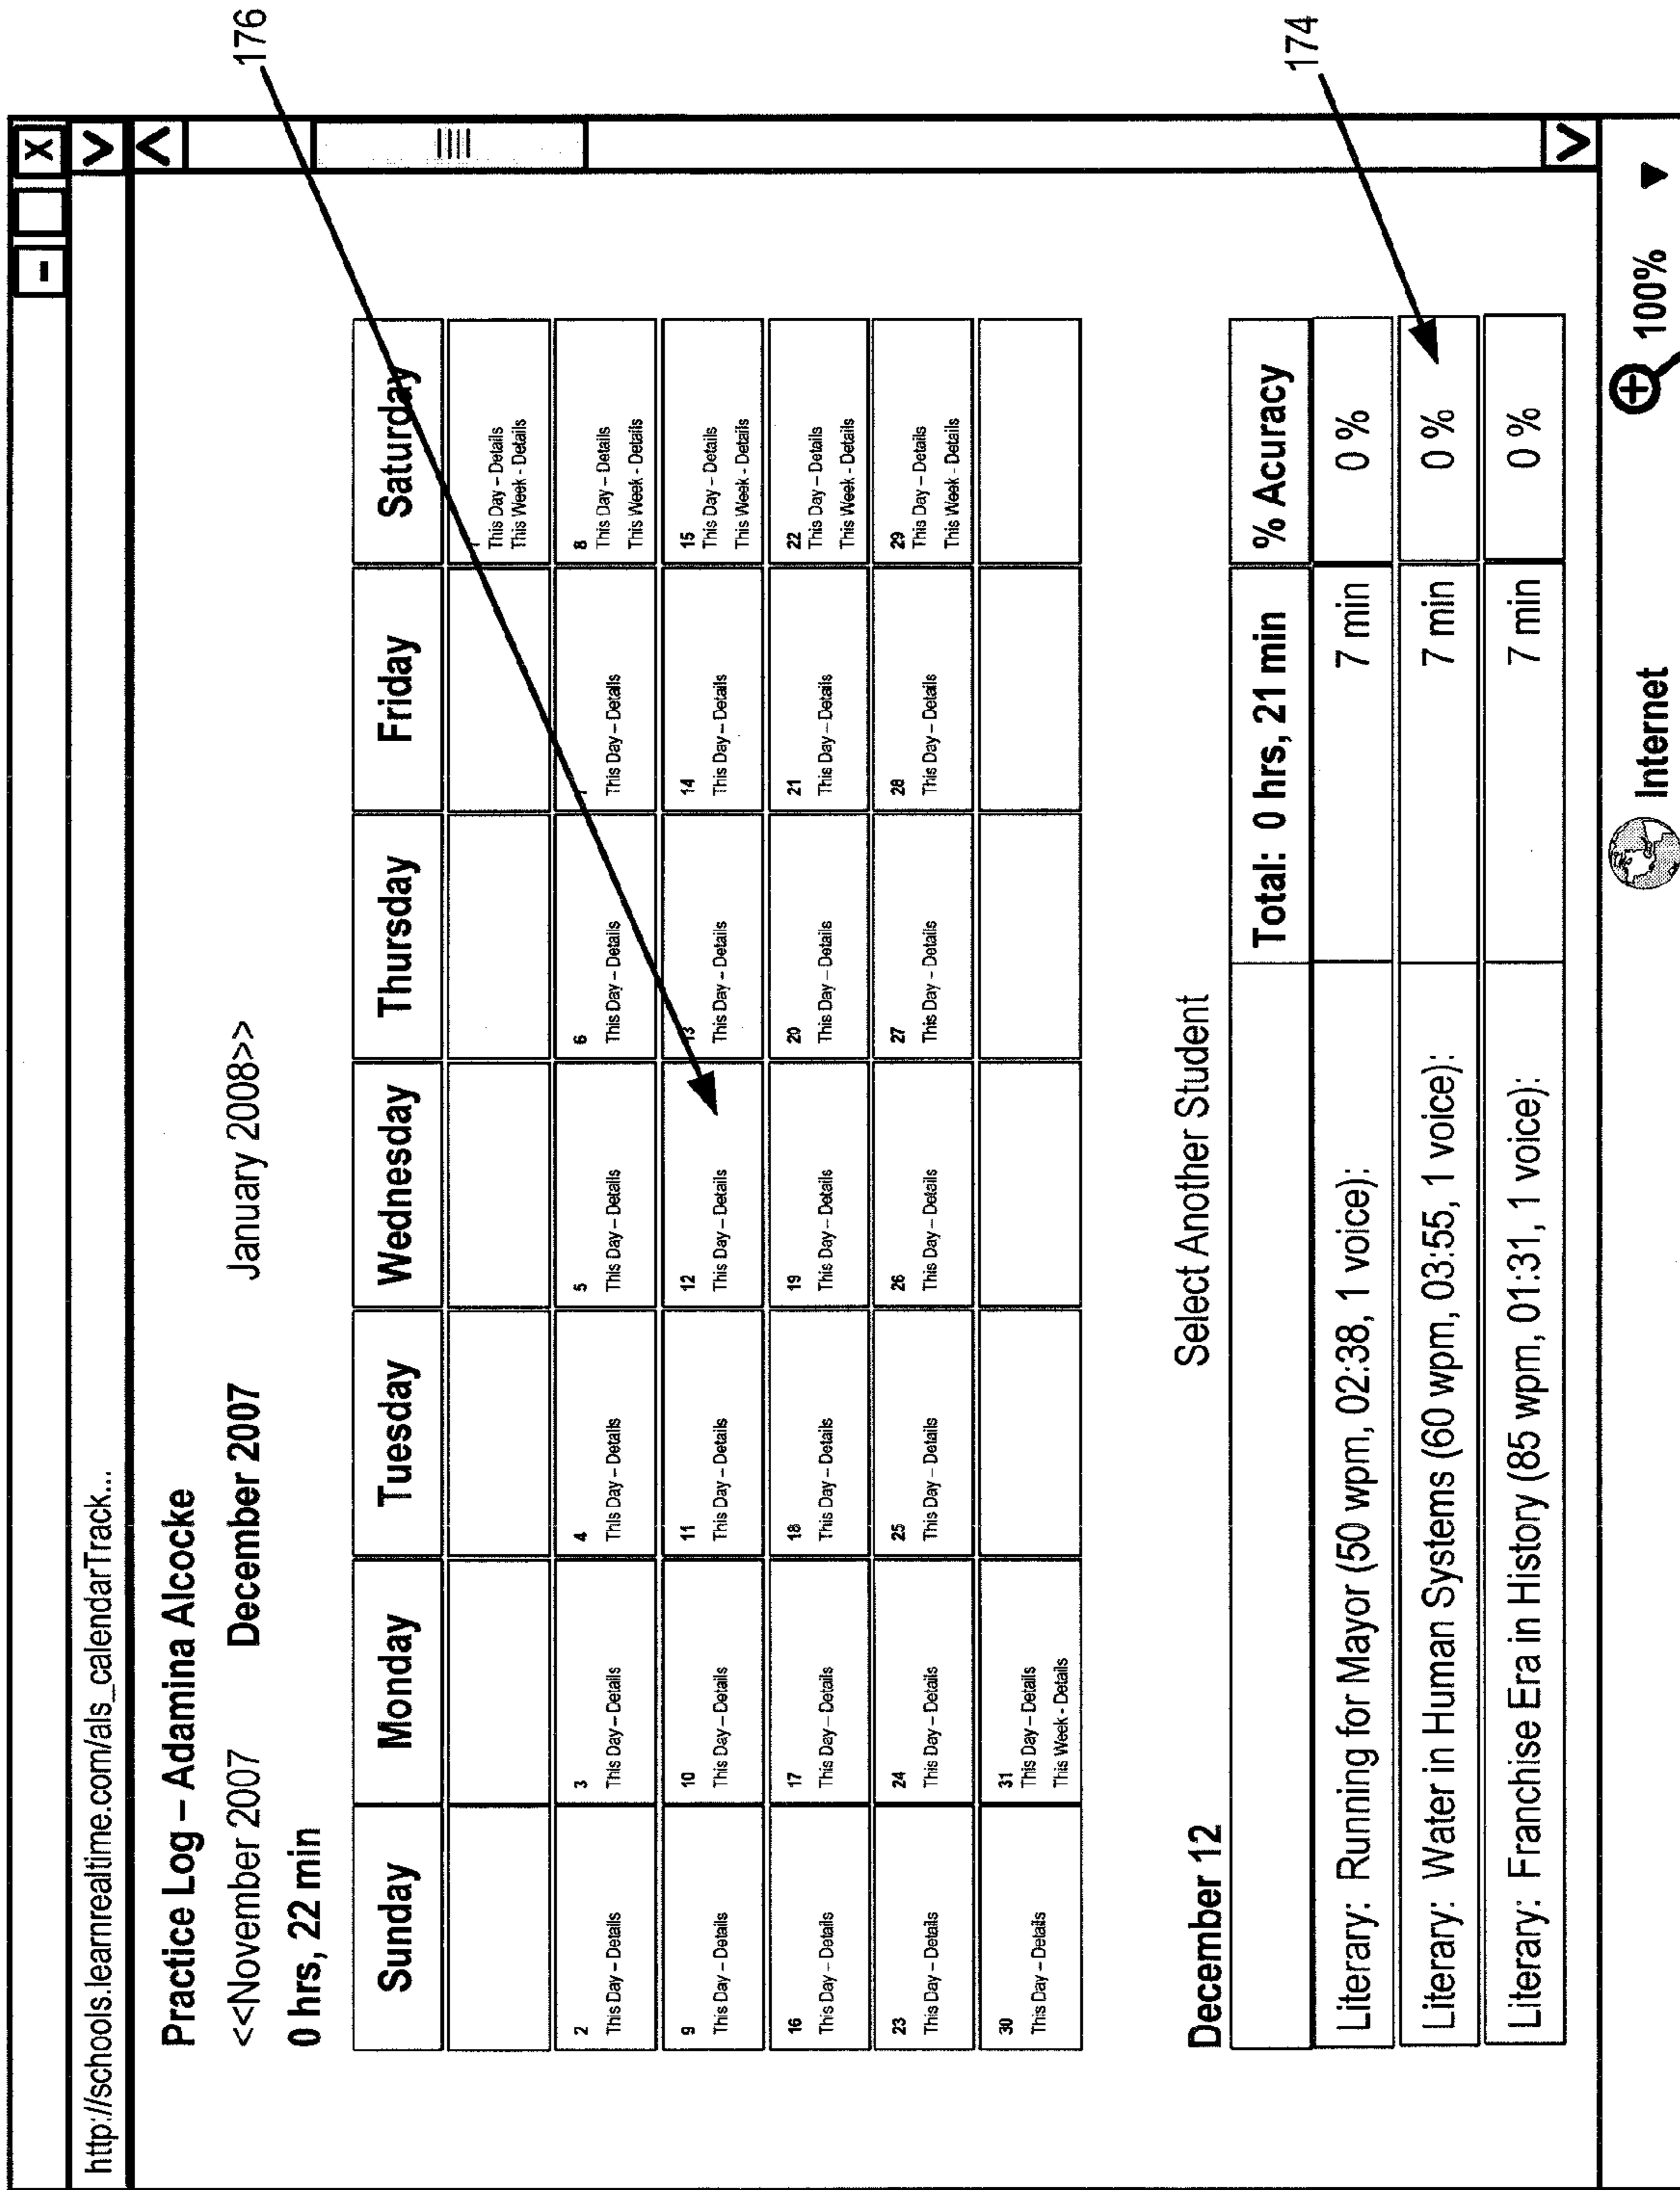 - X
http://schools.learnrealtime.com/als_calendarTrack...
Practice Log – Adamina Alcocke
<<November 2007 December 2007 January 2008>>
0 hrs, 22 min
176
Sunday Monday Tuesday Wednesday Thursday Friday Saturday
This Day – Details
This Week - Details
2 3 4 5 6 8
This Day – Details This Day – Details This Day – Details This Day – Details This Day – Details This Day – Details This Day – Details
This Week - Details
9 10 11 12 13 14 15
This Day – Details This Day – Details This Day – Details This Day – Details This Day – Details This Day – Details This Day – Details
This Week - Details
16 17 18 19 20 21 22
This Day – Details This Day – Details This Day – Details This Day – Details This Day – Details This Day – Details This Day – Details
This Week - Details
23 24 25 26 27 28 29
This Day – Details This Day – Details This Day – Details This Day – Details This Day – Details This Day – Details This Day – Details
This Week - Details
30 31
This Day – Details This Day – Details
This Week - Details
December 12 Select Another Student
Total: 0 hrs, 21 min % Acuracy
174
Literary: Running for Mayor (50 wpm, 02:38, 1 voice): 7 min 0 %
Literary: Water in Human Systems (60 wpm, 03:55, 1 voice): 7 min 0 %
Literary: Franchise Era in History (85 wpm, 01:31, 1 voice): 7 min 0 %
Internet 100%